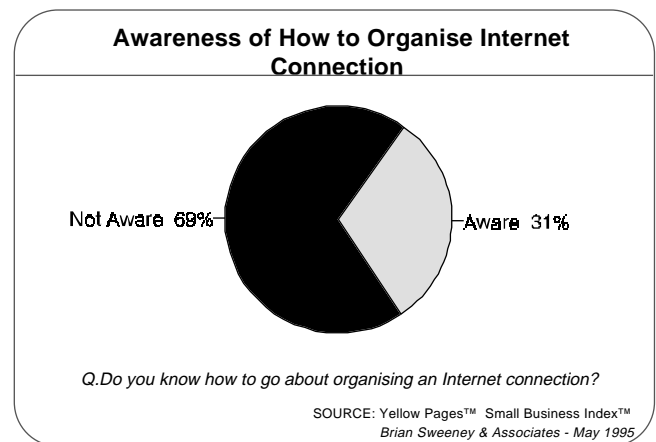 Awareness of How to Organise Internet
Connection
Not Aware 69%
Aware 31%
Q.Do you know how to go about organising an Internet connection?
SOURCE: Yellow Pages™ Small Business Index™
Brian Sweeney & Associates - May 1995